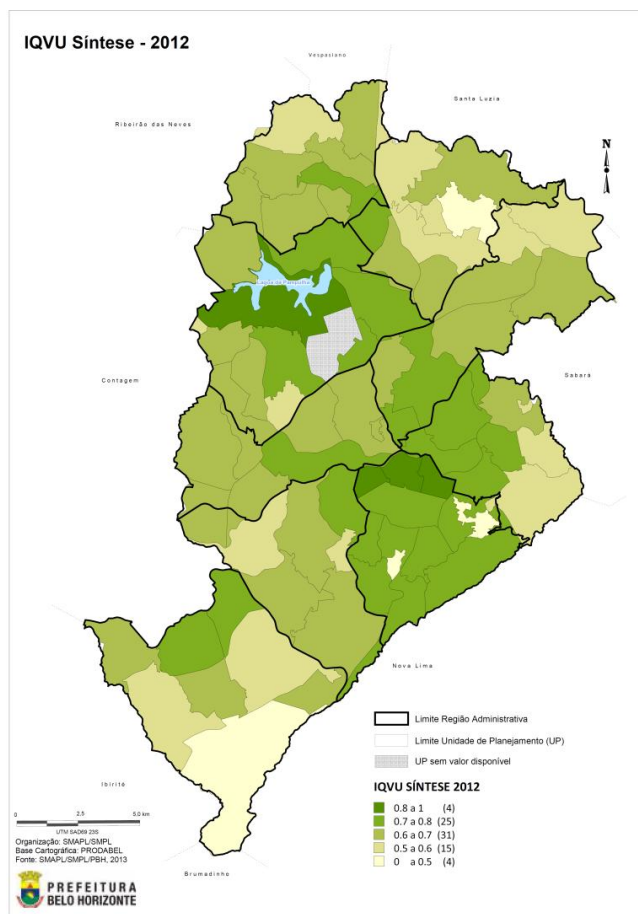 IQVU Síntese - 2012
Vespasiano
Santa Luzia
Ribeirão das Neves
N
Lagoa da Pampulha
Contagem
Sabará
Nova Lima
Limite Região Administrativa
Limite Unidade de Planejamento (UP)
UP sem valor disponível
Ibirité
IQVU SÍNTESE 2012
0.8 a 1 (4)
0.7 a 0.8 (25)
0.6 a 0.7 (31)
0.5 a 0.6 (15)
0 a 0.5 (4)
0 2,5 5,0 km
UTM SAD69 23S
Organização: SMAPL/SMPL
Base Cartográfica: PRODABEL
Fonte: SMAPL/SMPL/PBH, 2013
Brumadinho
PREFEITURA
BELO HORIZONTE